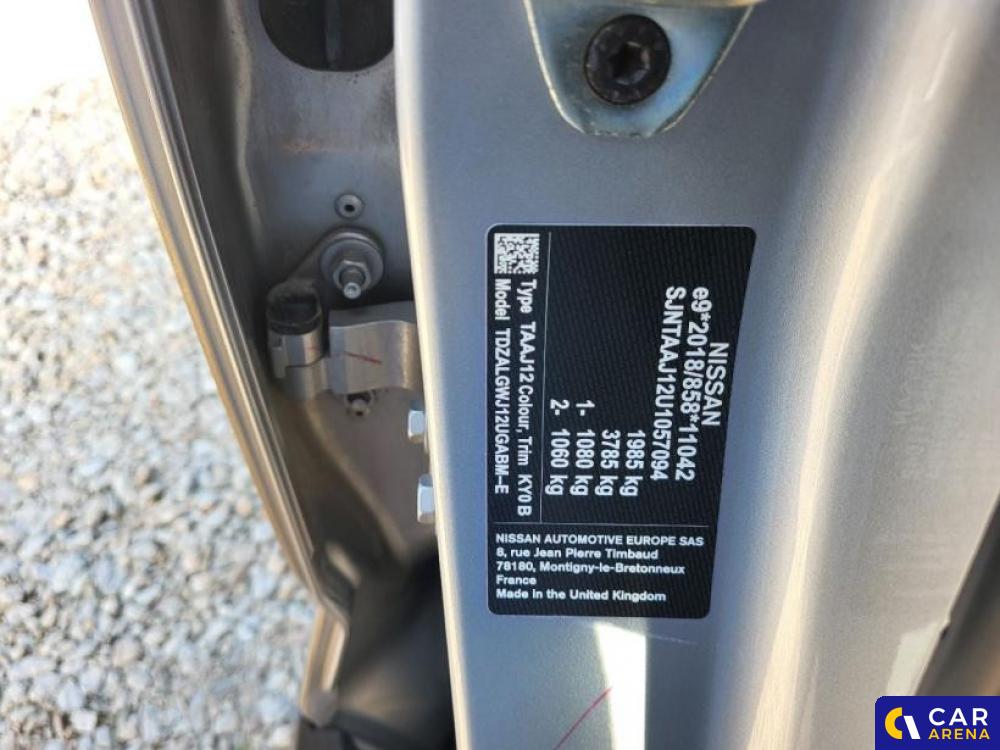 NISSAN
e9*2018/858*11042
SJNTAAJ12U1057094
1985 kg
3785 kg
1- 1080 kg
2- 1060 kg
Type TAAJ12 Colour, Trim KY0 B
Model TDZALGWJ12UGABM-E
NISSAN AUTOMOTIVE EUROPE SAS
8, rue Jean Pierre Timbaud
78180, Montigny-le-Bretonneux
France
Made in the United Kingdom
CAR
ARENA